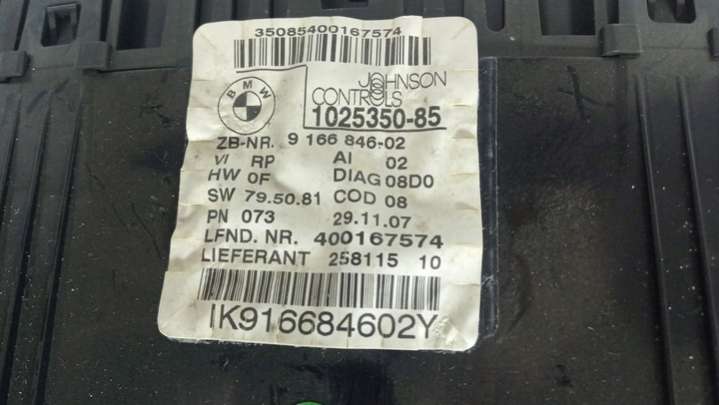 35085400167574
BMW
JOHNSON
CONTROLS
1025350-85
ZB-NR. 9 166 846-02
VI RP AI 02
HW 0F DIAG 08D0
SW 79.50.81 COD 08
PN 073 29.11.07
LFND. NR. 400167574
LIEFERANT 258115 10
IK916684602Y